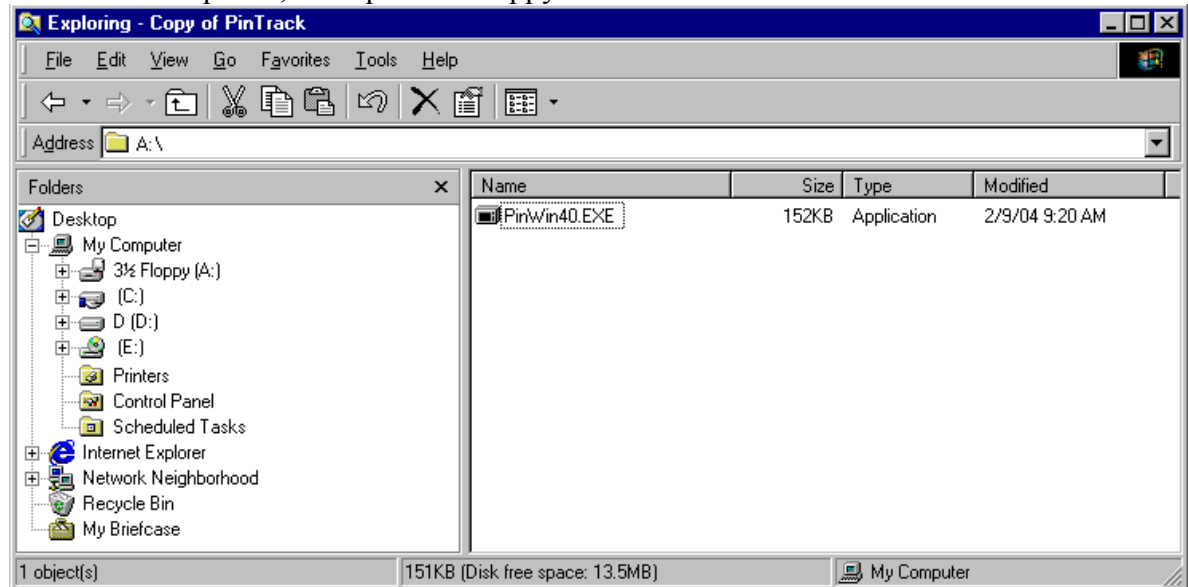 Exploring - Copy of PinTrack
File Edit View Go Favorites Tools Help
Address A:\
Folders
Name Size Type Modified
PinWin40.EXE 152KB Application 2/9/04 9:20 AM
Desktop
My Computer
3½ Floppy (A:)
(C:)
D (D:)
(E:)
Printers
Control Panel
Scheduled Tasks
Internet Explorer
Network Neighborhood
Recycle Bin
My Briefcase
1 object(s) 151KB (Disk free space: 13.5MB) My Computer